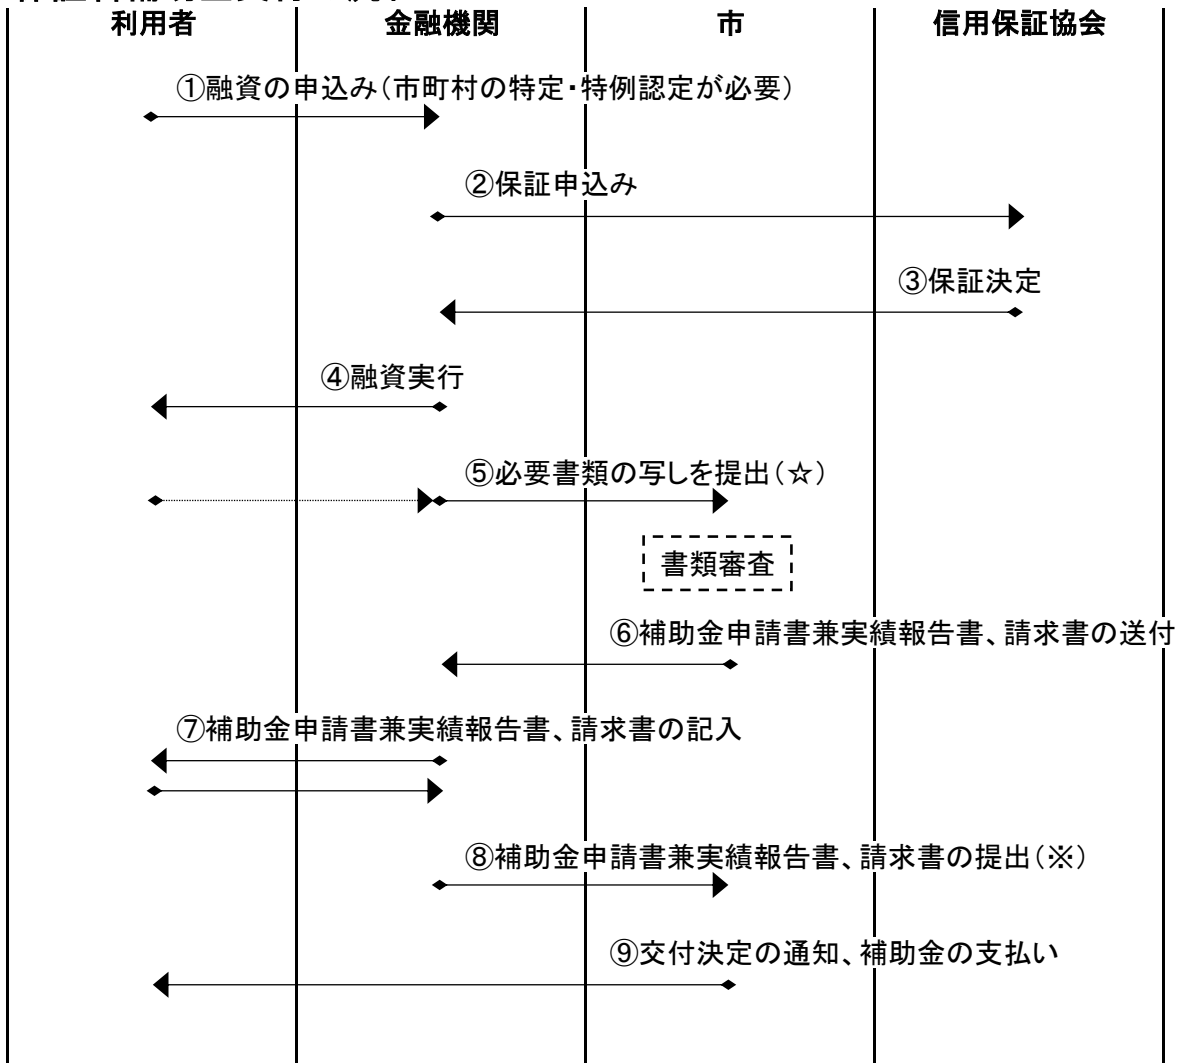 利用者 金融機関 市 信用保証協会
①融資の申込み（市町村の特定・特例認定が必要）
②保証申込み
③保証決定
④融資実行
⑤必要書類の写しを提出（☆）
書類審査
⑥補助金申請書兼実績報告書、請求書の送付
⑦補助金申請書兼実績報告書、請求書の記入
⑧補助金申請書兼実績報告書、請求書の提出（※）
⑨交付決定の通知、補助金の支払い